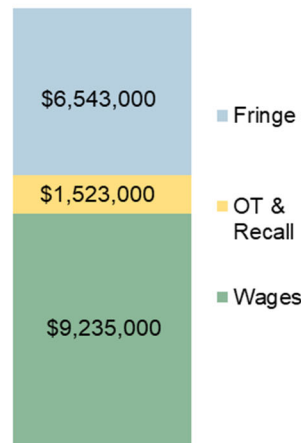 $6,543,000
Fringe
$1,523,000
OT &
Recall
$9,235,000
Wages